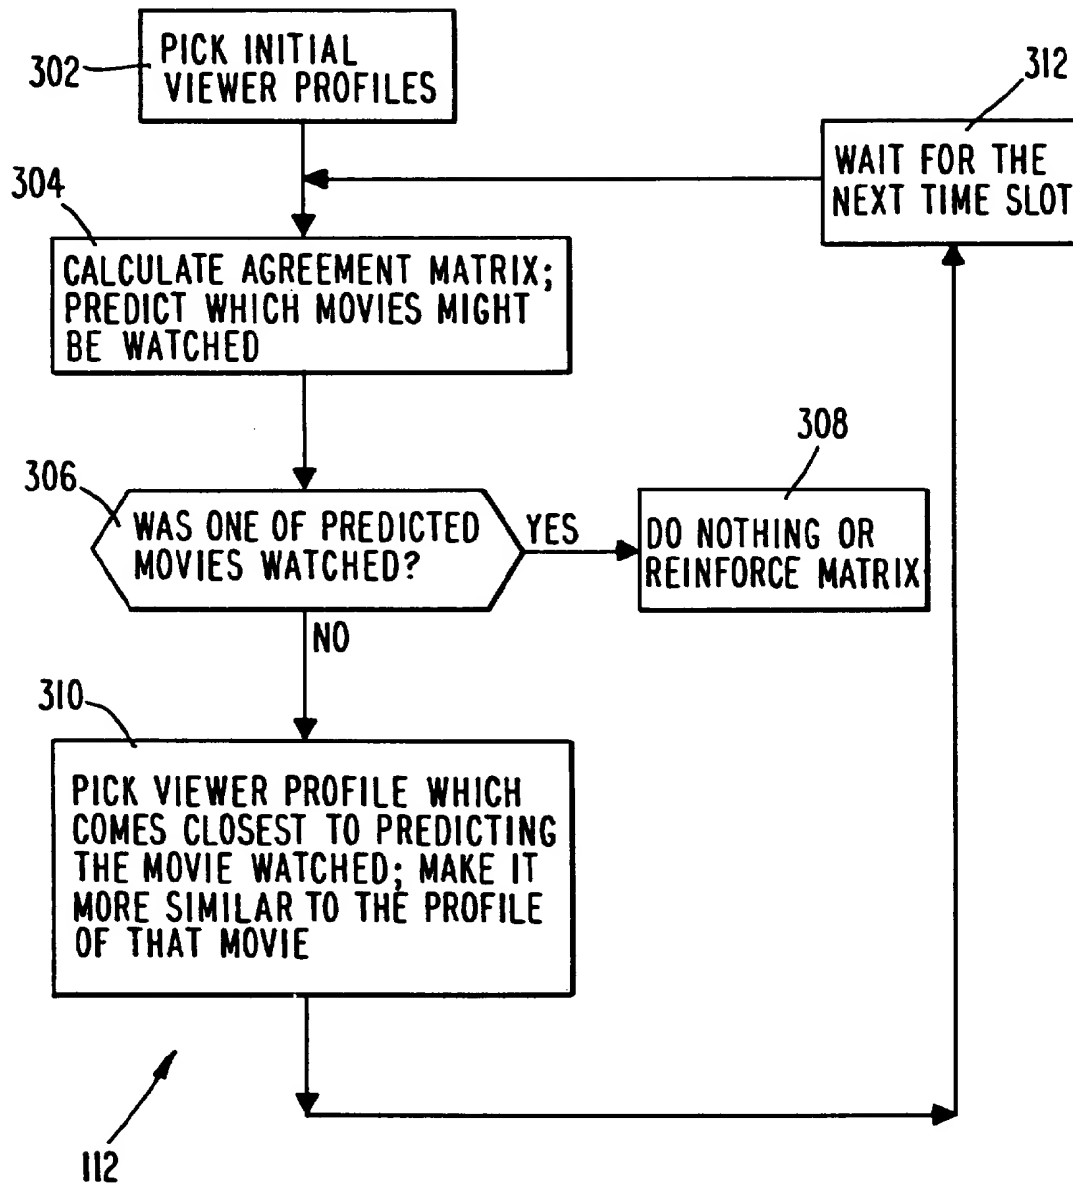 302
PICK INITIAL
VIEWER PROFILES
312
WAIT FOR THE
NEXT TIME SLOT
304
CALCULATE AGREEMENT MATRIX;
PREDICT WHICH MOVIES MIGHT
BE WATCHED
306
WAS ONE OF PREDICTED
MOVIES WATCHED?
YES
308
DO NOTHING OR
REINFORCE MATRIX
NO
310
PICK VIEWER PROFILE WHICH
COMES CLOSEST TO PREDICTING
THE MOVIE WATCHED; MAKE IT
MORE SIMILAR TO THE PROFILE
OF THAT MOVIE
112